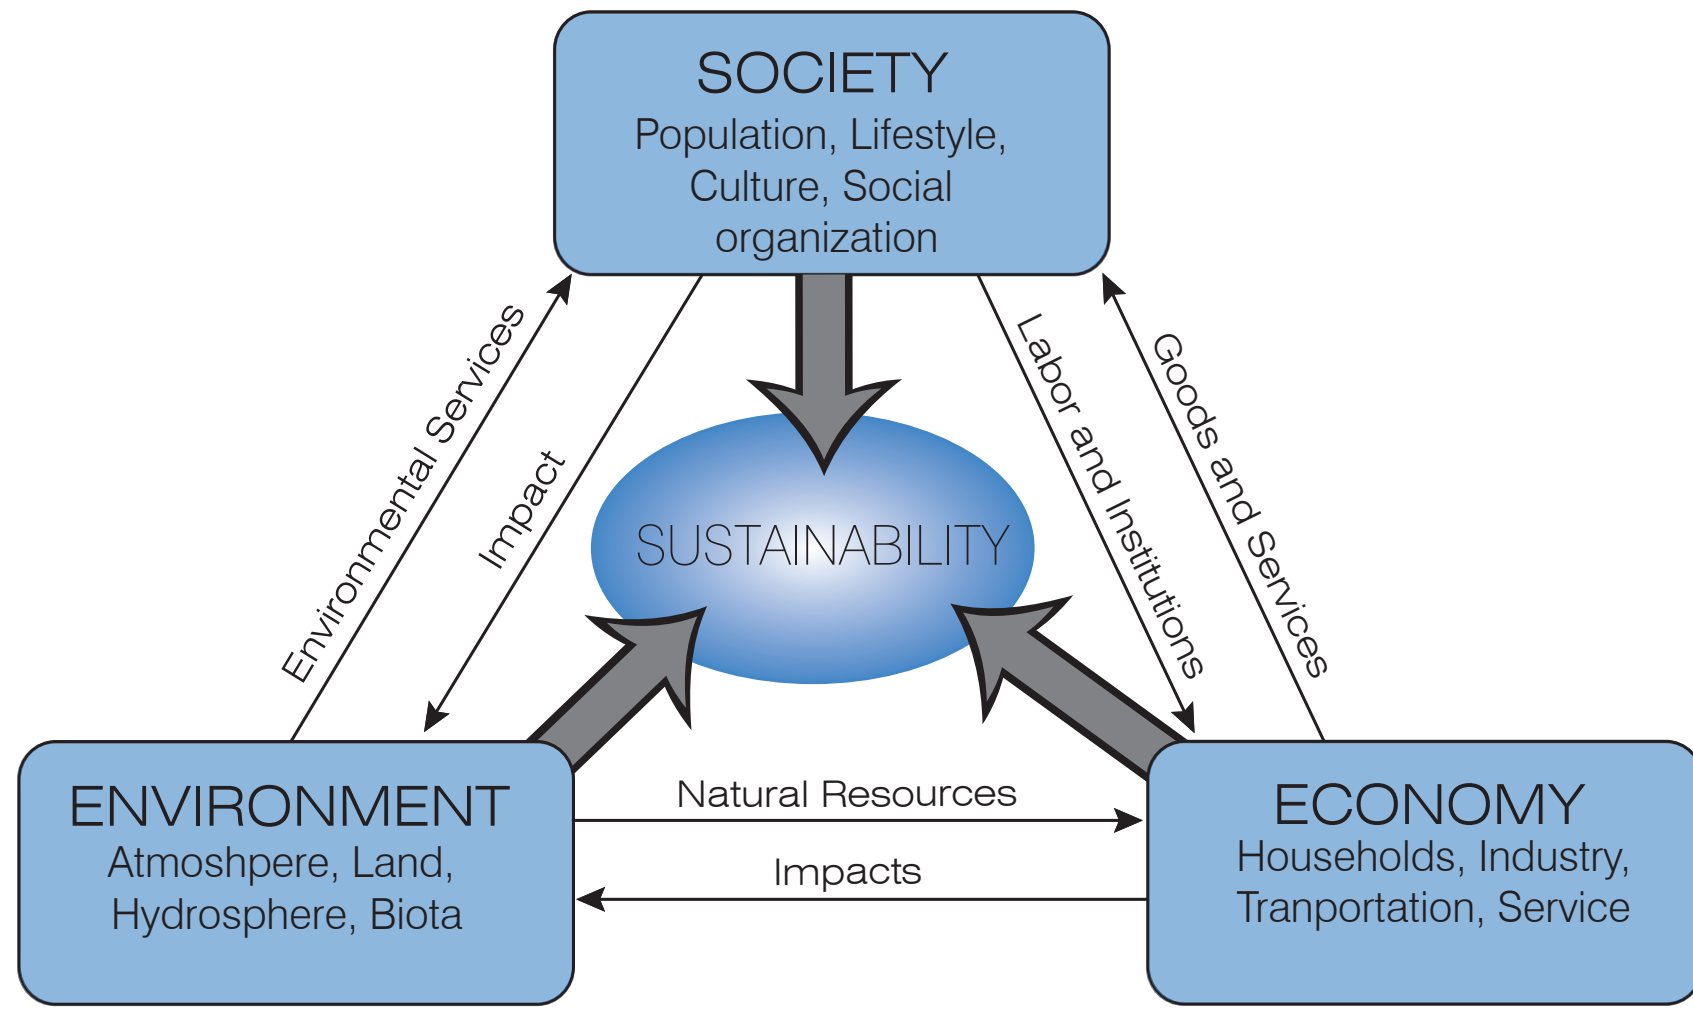 SOCIETY
Population, Lifestyle,
Culture, Social
organization
Environmental Services
Impact
Labor and Institutions
Goods and Services
SUSTAINABILITY
ENVIRONMENT
Atmoshpere, Land,
Hydrosphere, Biota
Natural Resources
Impacts
ECONOMY
Households, Industry,
Tranportation, Service